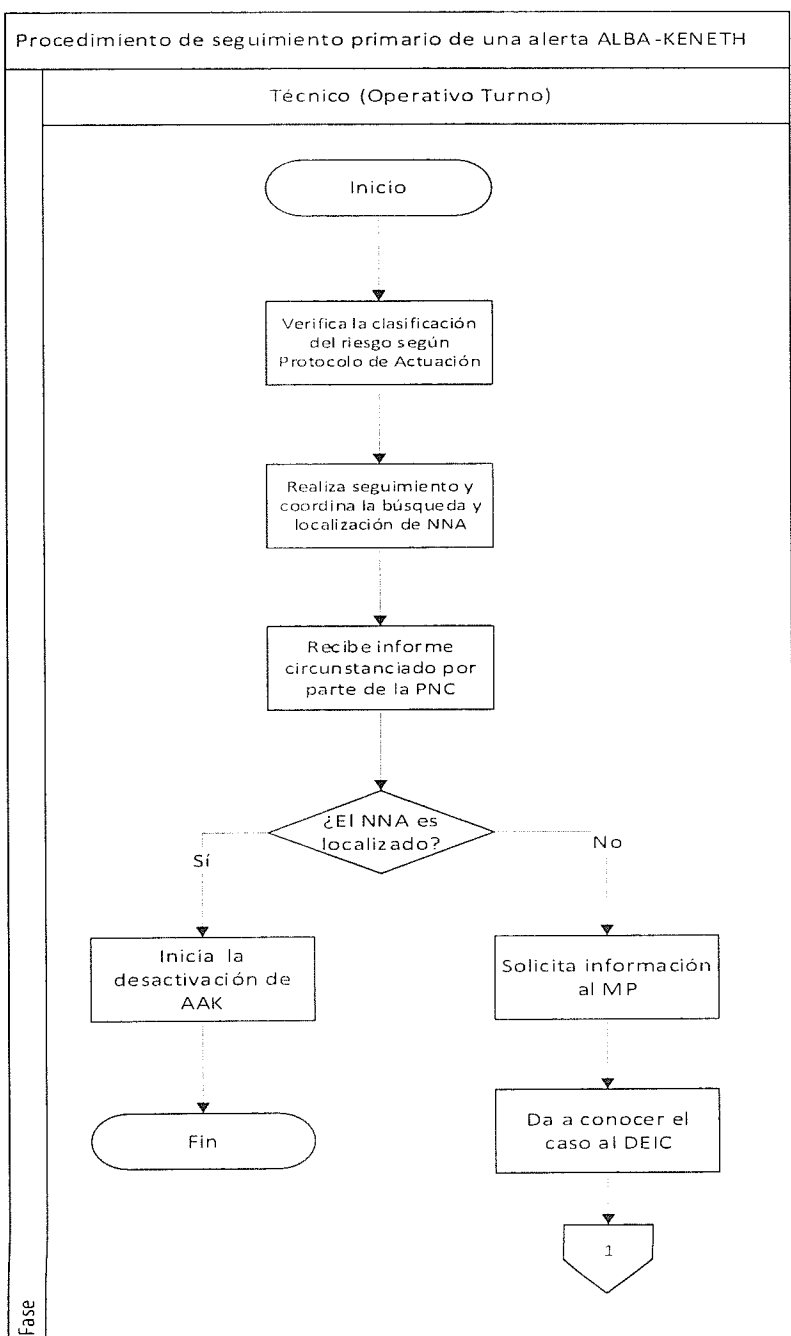 Procedimiento de seguimiento primario de una alerta ALBA-KENETH
Técnico (Operativo Turno)
Inicio
Verifica la clasificación
del riesgo según
Protocolo de Actuación
Realiza seguimiento y
coordina la búsqueda y
localización de NNA
Recibe informe
circunstanciado por
parte de la PNC
¿El NNA es
localizado?
Sí
No
Inicia la
desactivación de
AAK
Solicita información
al MP
Fin
Da a conocer el
caso al DEIC
1
Fase